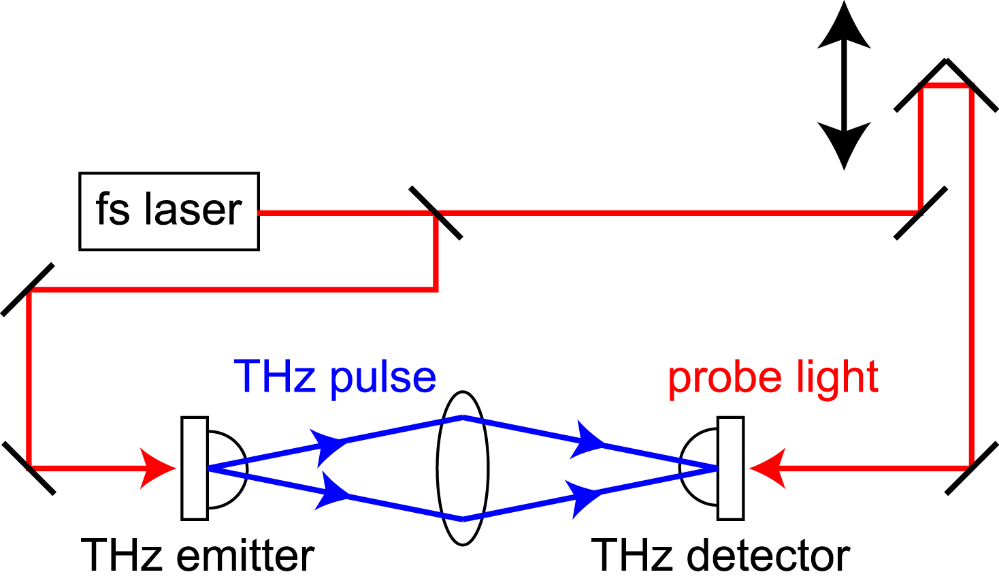 fs laser
THz pulse
probe light
THz emitter
THz detector